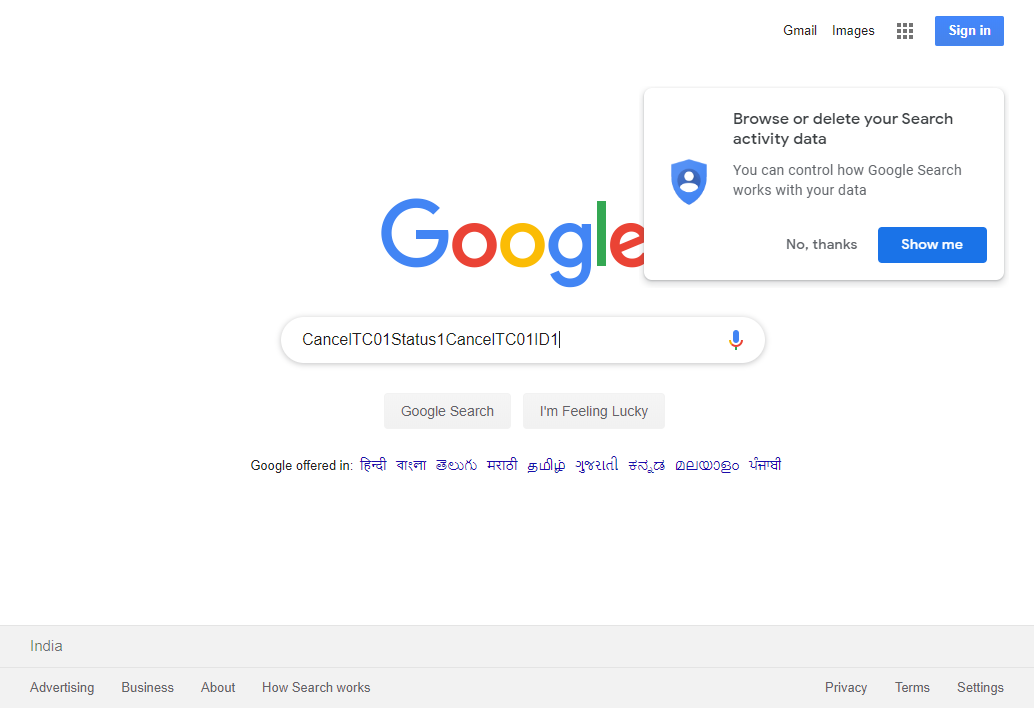 Gmail Images Sign in
Browse or delete your Search
activity data
You can control how Google Search
works with your data
No, thanks Show me
Google
CancelTC01Status1CancelTC01ID1
Google Search I'm Feeling Lucky
Google offered in: हिन्दी বাংলা తెలుగు मराठी தமிழ் ગુજરાતી ಕನ್ನಡ മലയാളം ਪੰਜਾਬੀ
India
Advertising Business About How Search works Privacy Terms Settings